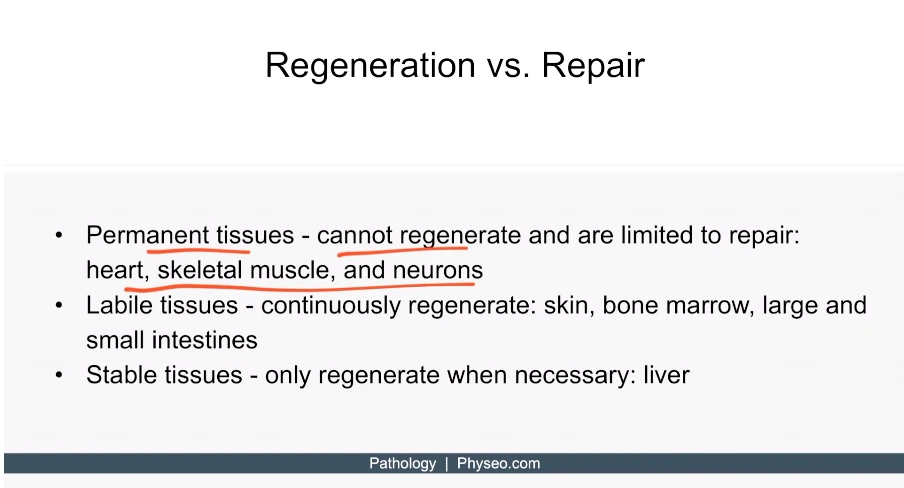 Regeneration vs. Repair
• Permanent tissues - cannot regenerate and are limited to repair:
heart, skeletal muscle, and neurons
• Labile tissues - continuously regenerate: skin, bone marrow, large and
small intestines
• Stable tissues - only regenerate when necessary: liver
Pathology | Physeo.com